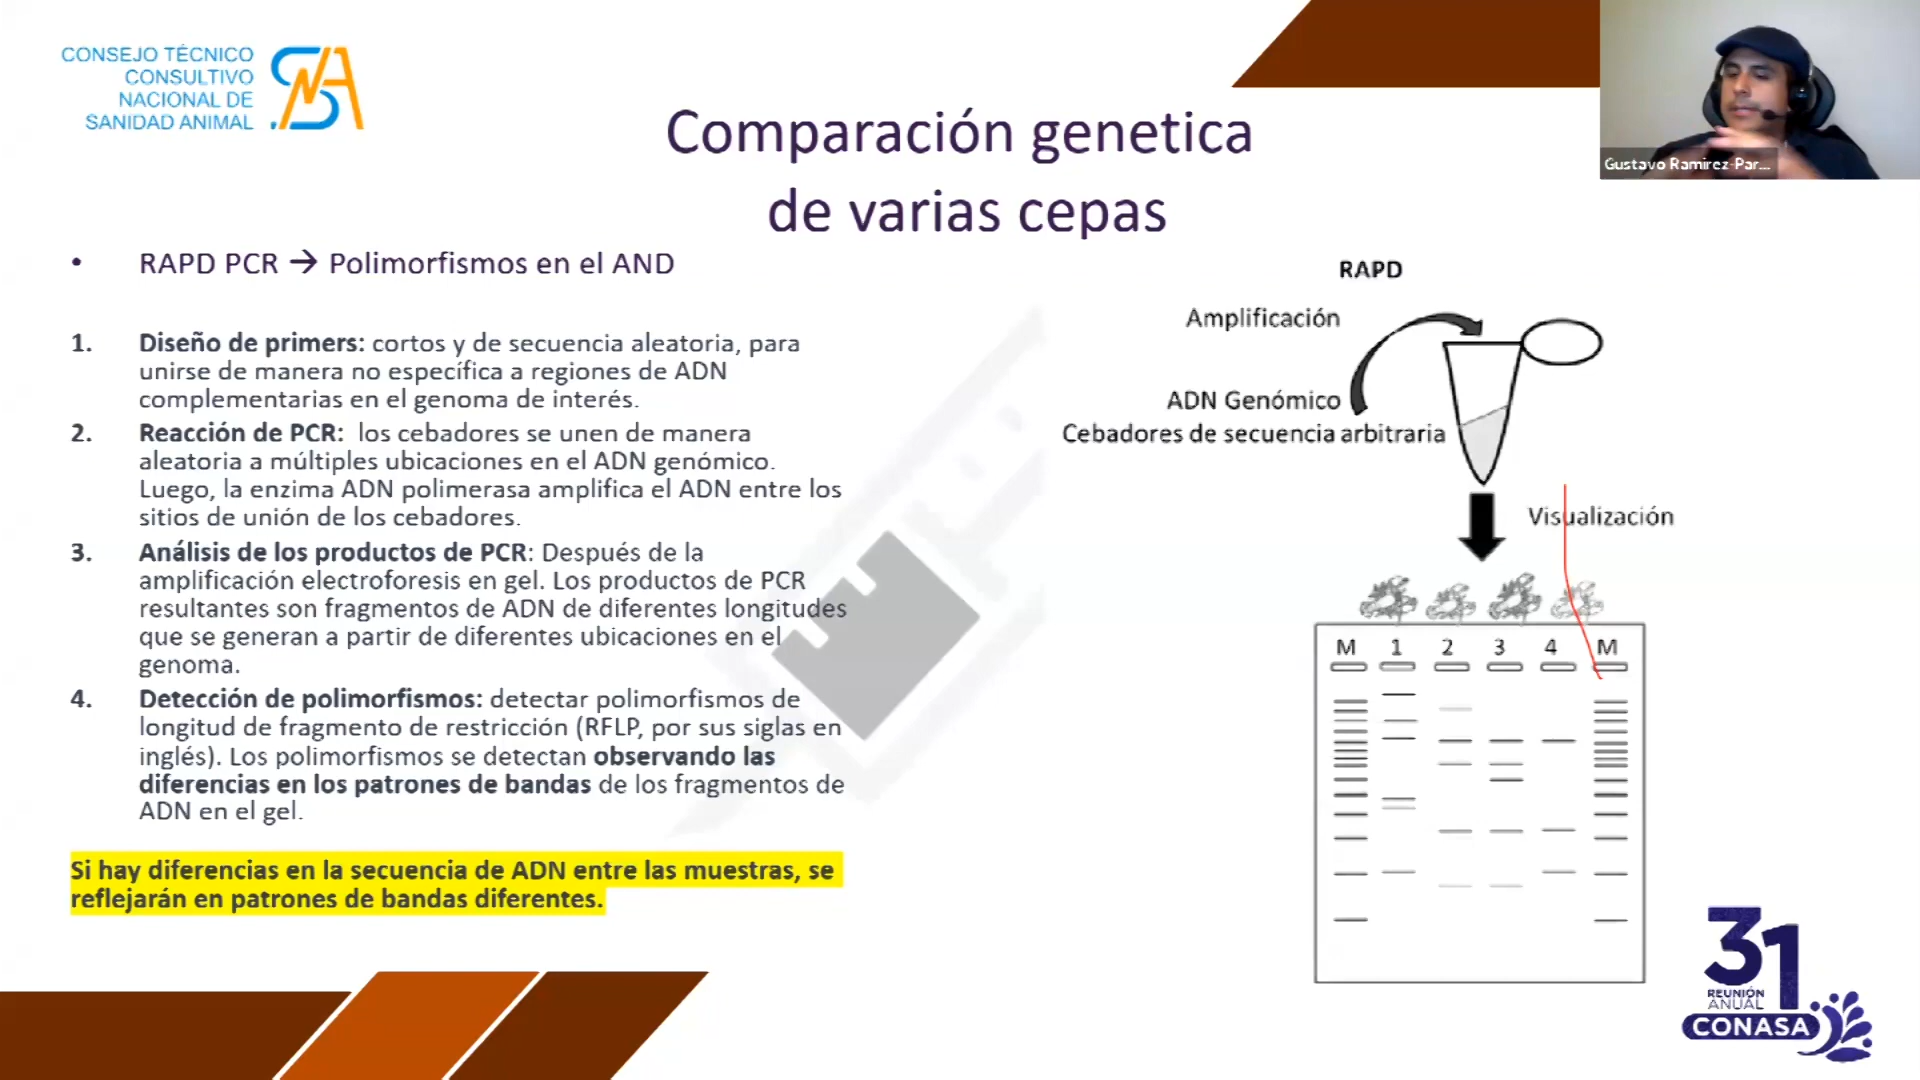 CONSEJO TÉCNICO
CONSULTIVO
NACIONAL DE
SANIDAD ANIMAL
Comparación genetica
de varias cepas
Gustavo Ramirez-Par...
• RAPD PCR → Polimorfismos en el AND
1. Diseño de primers: cortos y de secuencia aleatoria, para
unirse de manera no específica a regiones de ADN
complementarias en el genoma de interés.
2. Reacción de PCR: los cebadores se unen de manera
aleatoria a múltiples ubicaciones en el ADN genómico.
Luego, la enzima ADN polimerasa amplifica el ADN entre los
sitios de unión de los cebadores.
3. Análisis de los productos de PCR: Después de la
amplificación electroforesis en gel. Los productos de PCR
resultantes son fragmentos de ADN de diferentes longitudes
que se generan a partir de diferentes ubicaciones en el
genoma.
4. Detección de polimorfismos: detectar polimorfismos de
longitud de fragmento de restricción (RFLP, por sus siglas en
inglés). Los polimorfismos se detectan observando las
diferencias en los patrones de bandas de los fragmentos de
ADN en el gel.
Si hay diferencias en la secuencia de ADN entre las muestras, se
reflejarán en patrones de bandas diferentes.
RAPD
Amplificación
ADN Genómico
Cebadores de secuencia arbitraria
Visualización
M 1 2 3 4 M
31
REUNIÓN
ANUAL
CONASA